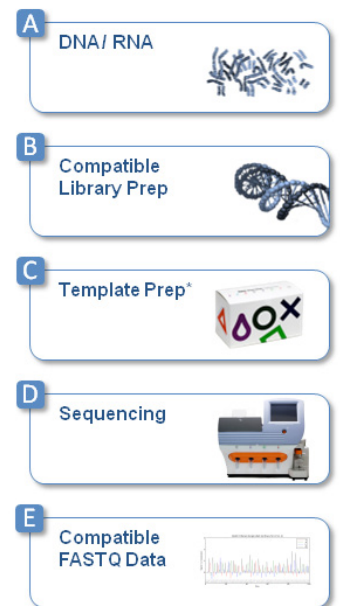 A
DNA/ RNA
B
Compatible
Library Prep
C
Template Prep*
D
Sequencing
E
Compatible
FASTQ Data